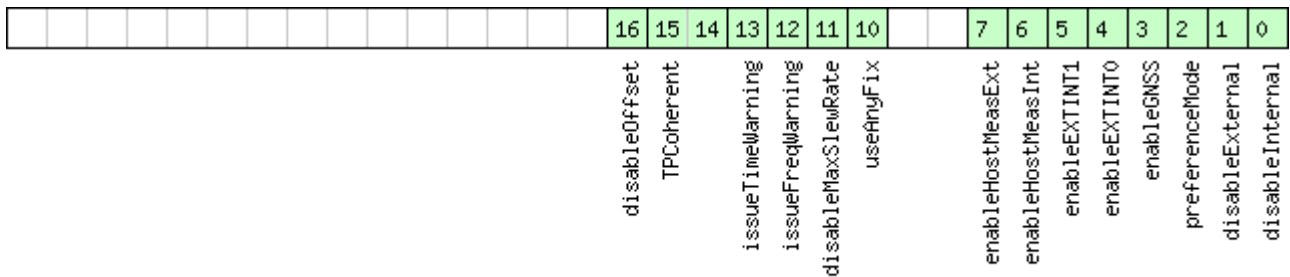 16 15 14 13 12 11 10 7 6 5 4 3 2 1 0
disableOffset
TPCoherent
issueTimeWarning
issueFreqWarning
disableMaxSlewRate
useAnyFix
enableHostMeasExt
enableHostMeasInt
enableEXTINT1
enableEXTINT0
enableGNSS
preferenceMode
disableExternal
disableInternal